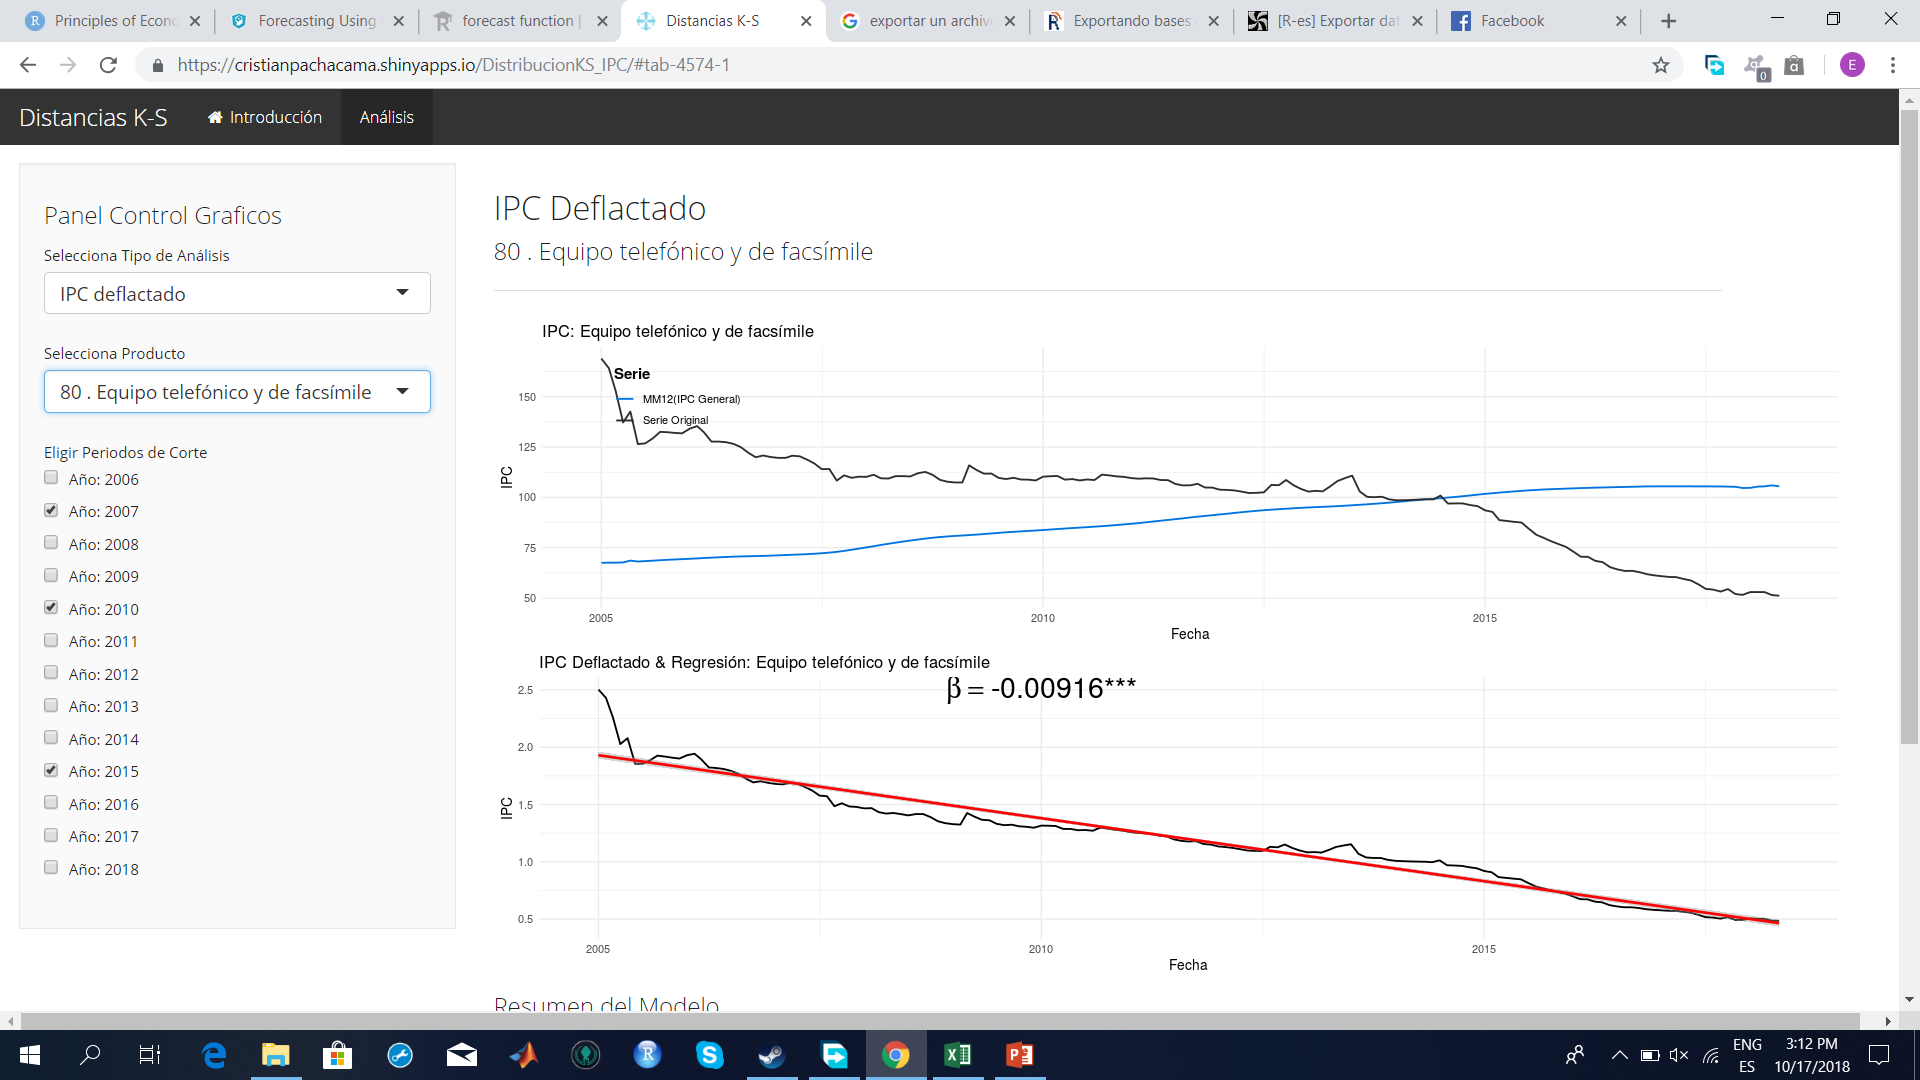 Principles of Econo
Forecasting Using
forecast function |
Distancias K-S
exportar un archiv
Exportando bases
[R-es] Exportar dat
Facebook
https://cristianpachacama.shinyapps.io/DistribucionKS_IPC/#tab-4574-1
0
E
Distancias K-S
Introducción
Análisis
Panel Control Graficos
Selecciona Tipo de Análisis
IPC deflactado
Selecciona Producto
80 . Equipo telefónico y de facsímile
Eligir Periodos de Corte
Año: 2006
Año: 2007
Año: 2008
Año: 2009
Año: 2010
Año: 2011
Año: 2012
Año: 2013
Año: 2014
Año: 2015
Año: 2016
Año: 2017
Año: 2018
IPC Deflactado
80 . Equipo telefónico y de facsímile
IPC: Equipo telefónico y de facsímile
Serie
MM12(IPC General)
Serie Original
150
125
100
75
50
IPC
2005
2010
2015
Fecha
IPC Deflactado & Regresión: Equipo telefónico y de facsímile
β = -0.00916***
2.5
2.0
1.5
1.0
0.5
IPC
2005
2010
2015
Fecha
Resumen del Modelo
ENG
ES
3:12 PM
10/17/2018